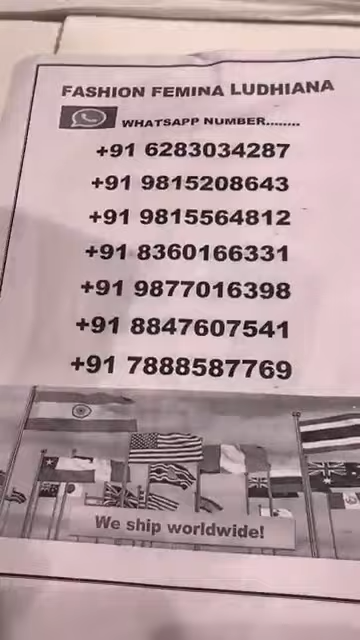 FASHION FEMINA LUDHIANA
WHATSAPP NUMBER........
+91 6283034287
+91 9815208643
+91 9815564812
+91 8360166331
+91 9877016398
+91 8847607541
+91 7888587769
We ship worldwide!